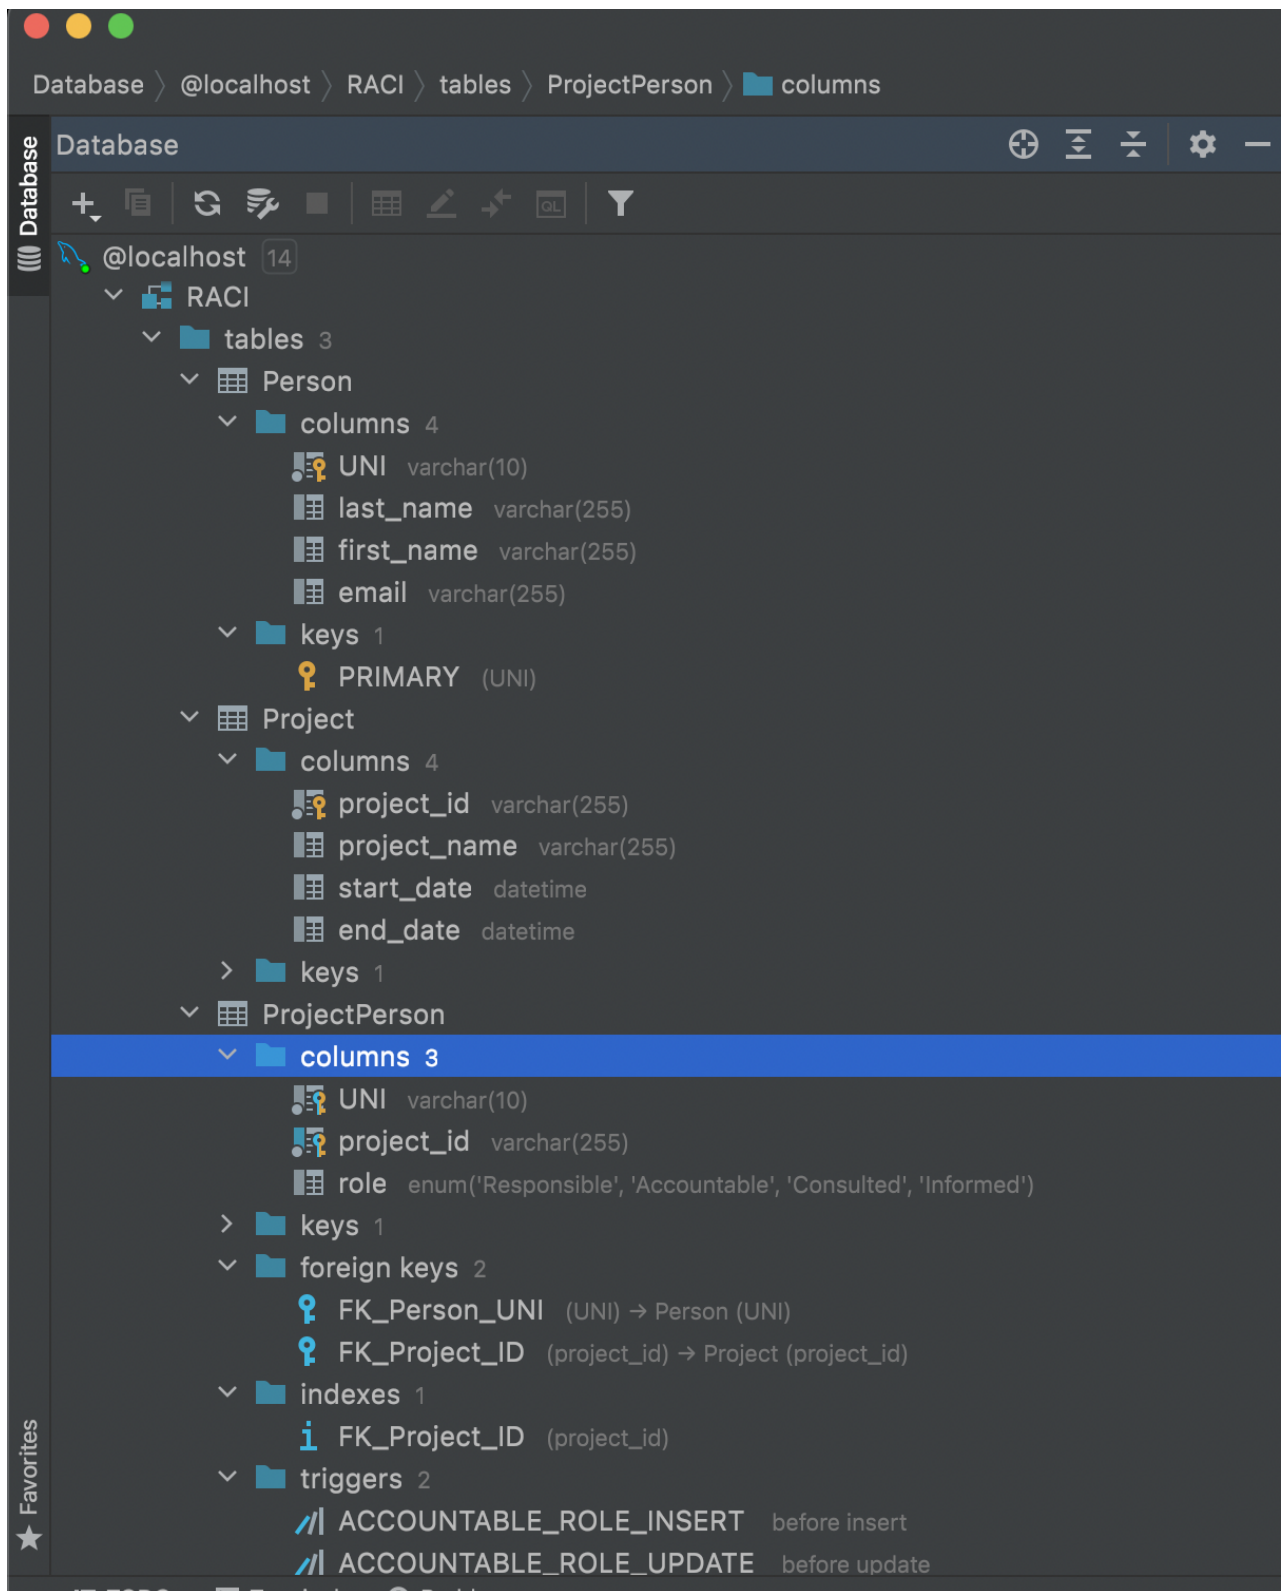 Database 〉 @localhost 〉 RACI 〉 tables 〉 ProjectPerson 〉 columns
Database
Database
QL
@localhost 14
RACI
tables 3
Person
columns 4
UNI varchar(10)
last_name varchar(255)
first_name varchar(255)
email varchar(255)
keys 1
PRIMARY (UNI)
Project
columns 4
project_id varchar(255)
project_name varchar(255)
start_date datetime
end_date datetime
keys 1
ProjectPerson
columns 3
UNI varchar(10)
project_id varchar(255)
role enum('Responsible', 'Accountable', 'Consulted', 'Informed')
keys 1
foreign keys 2
FK_Person_UNI (UNI) → Person (UNI)
FK_Project_ID (project_id) → Project (project_id)
indexes 1
FK_Project_ID (project_id)
triggers 2
ACCOUNTABLE_ROLE_INSERT before insert
ACCOUNTABLE_ROLE_UPDATE before update
Favorites